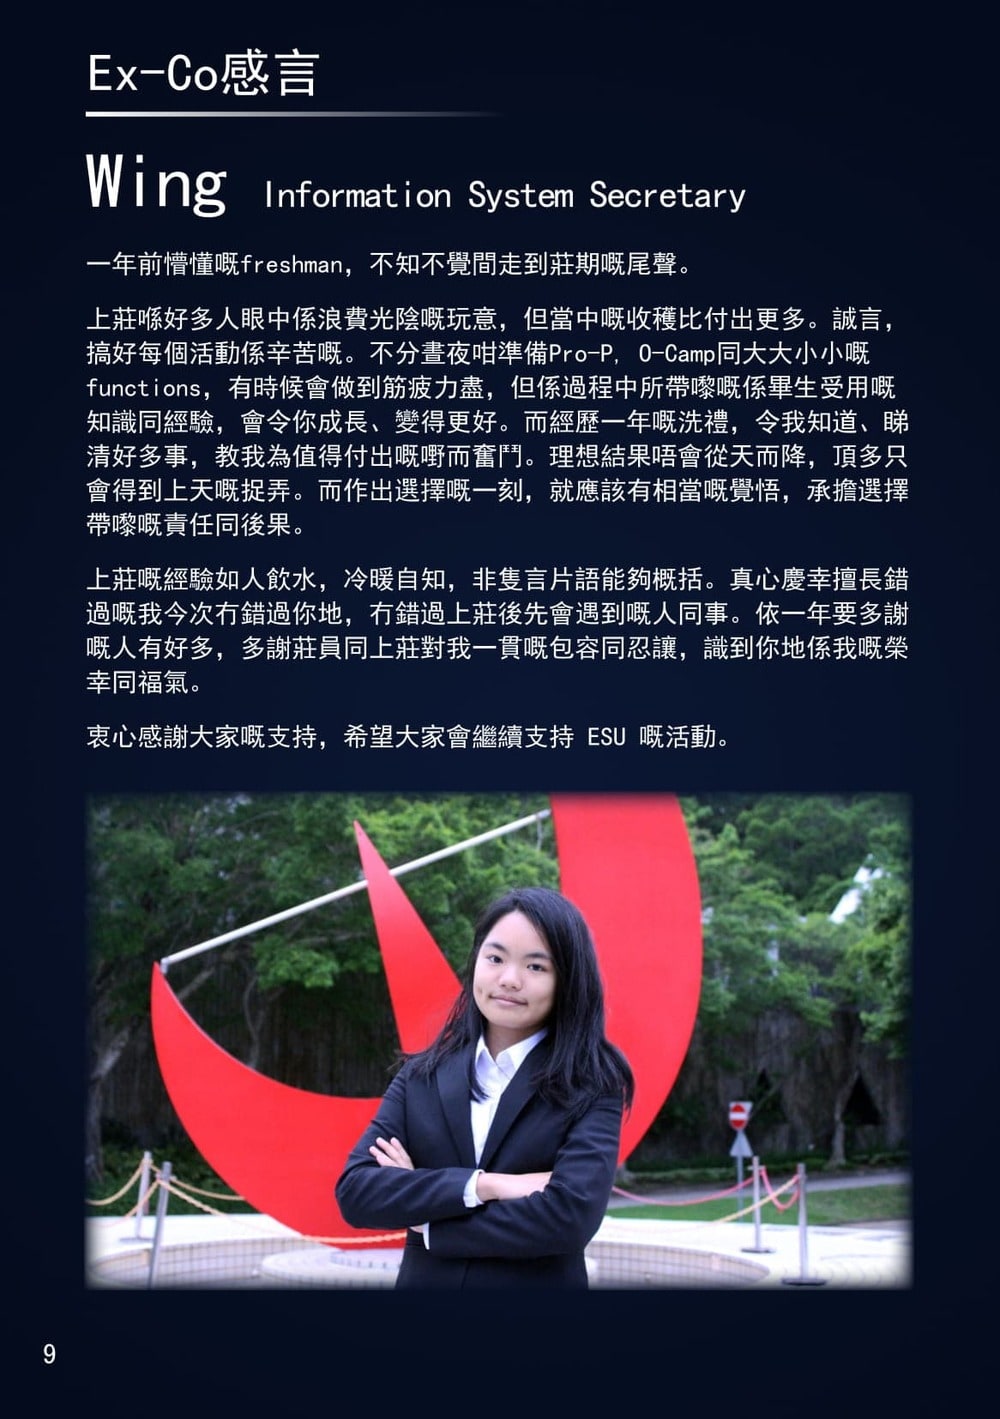 Ex-Co感言
Wing Information System Secretary
一年前懵懂嘅freshman, 不知不覺間走到莊期嘅尾聲。
上莊喺好多人眼中係浪費光陰嘅玩意, 但當中嘅收穫比付出更多。誠言,
搞好每個活動係辛苦嘅。不分晝夜咁準備Pro-P, O-Camp同大大小小嘅
functions, 有時候會做到筋疲力盡, 但係過程中所帶嚟嘅係畢生受用嘅
知識同經驗, 會令你成長、變得更好。而經歷一年嘅洗禮, 令我知道、睇
清好多事, 教我為值得付出嘅嘢而奮鬥。理想結果唔會從天而降, 頂多只
會得到上天嘅捉弄。而作出選擇嘅一刻, 就應該有相當嘅覺悟, 承擔選擇
帶嚟嘅責任同後果。
上莊嘅經驗如人飲水, 冷暖自知, 非隻言片語能夠概括。真心慶幸擅長錯
過嘅我今次冇錯過你地, 冇錯過上莊後先會遇到嘅人同事。依一年要多謝
嘅人有好多, 多謝莊員同上莊對我一貫嘅包容同忍讓, 識到你地係我嘅榮
幸同福氣。
衷心感謝大家嘅支持, 希望大家會繼續支持 ESU 嘅活動。
9